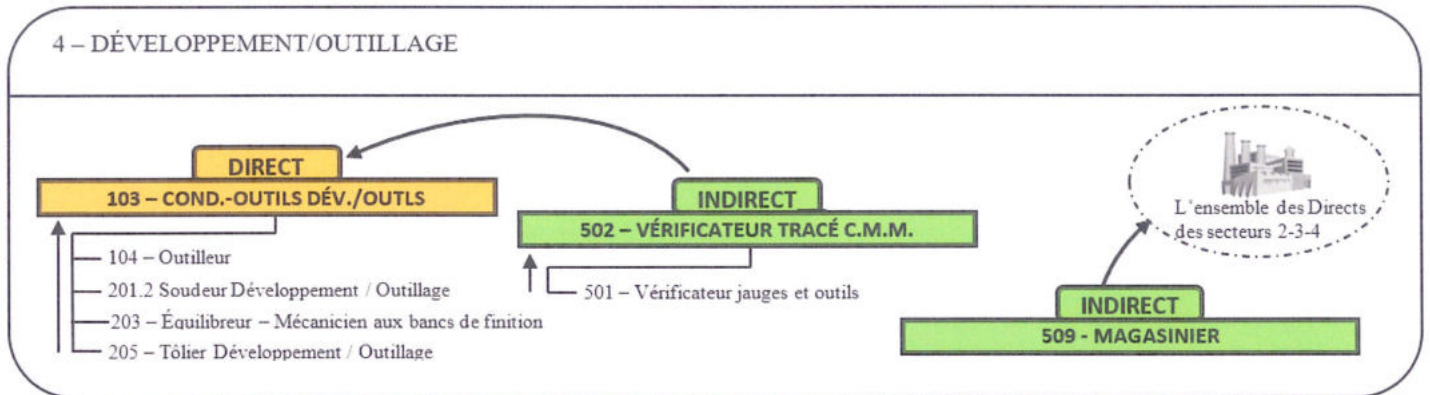 4 – DÉVELOPPEMENT/OUTILLAGE
DIRECT
103 – COND.-OUTILS DÉV./OUTLS
104 – Outilleur
201.2 Soudeur Développement / Outillage
203 – Équilibreur – Mécanicien aux bancs de finition
205 – Tôlier Développement / Outillage
INDIRECT
502 – VÉRIFICATEUR TRACÉ C.M.M.
501 – Vérificateur jauges et outils
L'ensemble des Directs
des secteurs 2-3-4
INDIRECT
509 - MAGASINIER